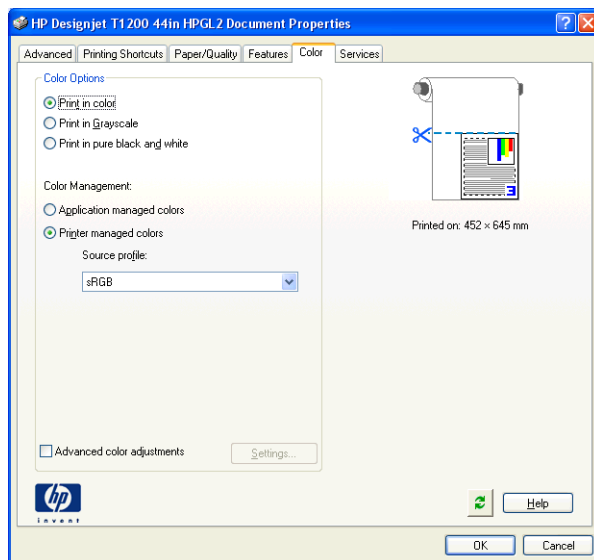 HP Designjet T1200 44in HPGL2 Document Properties
Advanced Printing Shortcuts Paper/Quality Features Color Services
Color Options
Print in color
Print in Grayscale
Print in pure black and white
Color Management:
Application managed colors
Printer managed colors
Source profile:
sRGB
Advanced color adjustments
Settings...
3
Printed on: 452 × 645 mm
hp
invent
Help
OK Cancel